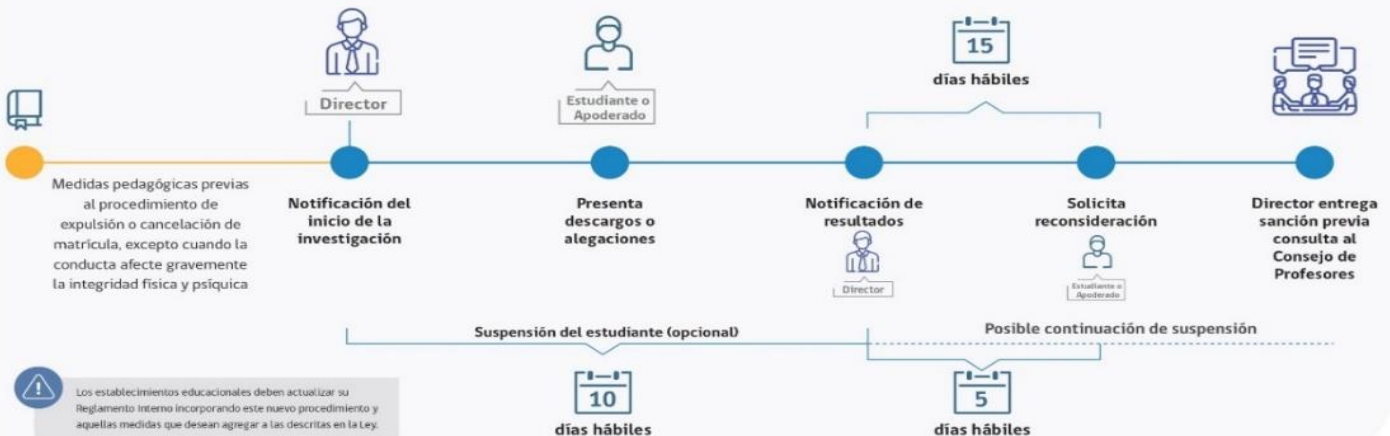 Director
Estudiante o
Apoderado
15
días hábiles
Medidas pedagógicas previas
al procedimiento de
expulsión o cancelación de
matrícula, excepto cuando la
conducta afecte gravemente
la integridad física y psíquica
Notificación del
inicio de la
investigación
Presenta
descargos o
alegaciones
Notificación de
resultados
Director
Solicita
reconsideración
Estudiante o
Apoderado
Director entrega
sanción previa
consulta al
Consejo de
Profesores
Suspensión del estudiante (opcional)
Posible continuación de suspensión
10
días hábiles
5
días hábiles
Los establecimientos educacionales deben actualizar su
Reglamento Interno incorporando este nuevo procedimiento y
aquellas medidas que desean agregar a las descritas en la Ley.